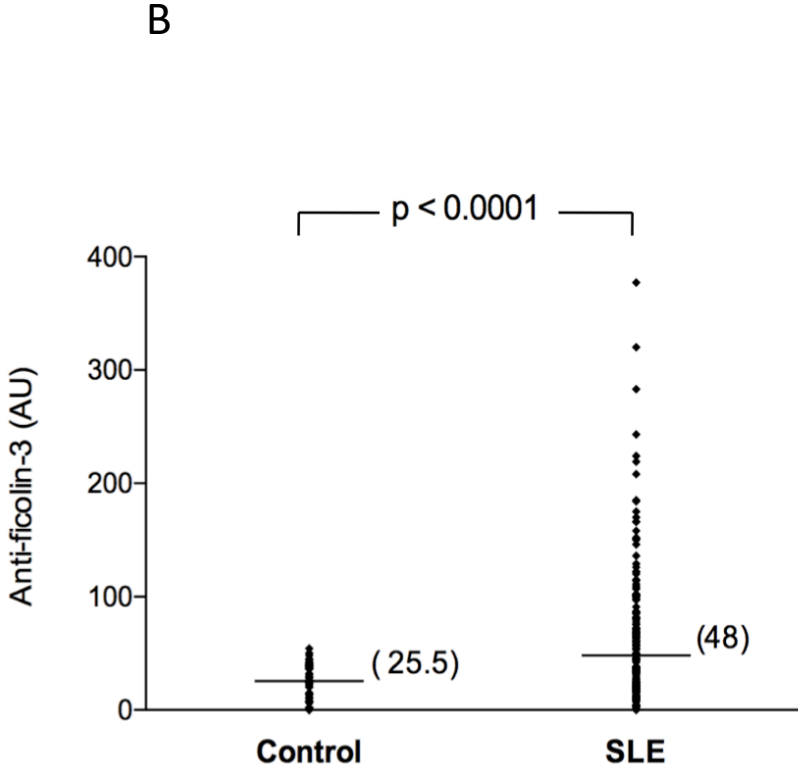 B
p < 0.0001
400
300
200
100
0
Anti-ficolin-3 (AU)
( 25.5)
(48)
Control
SLE